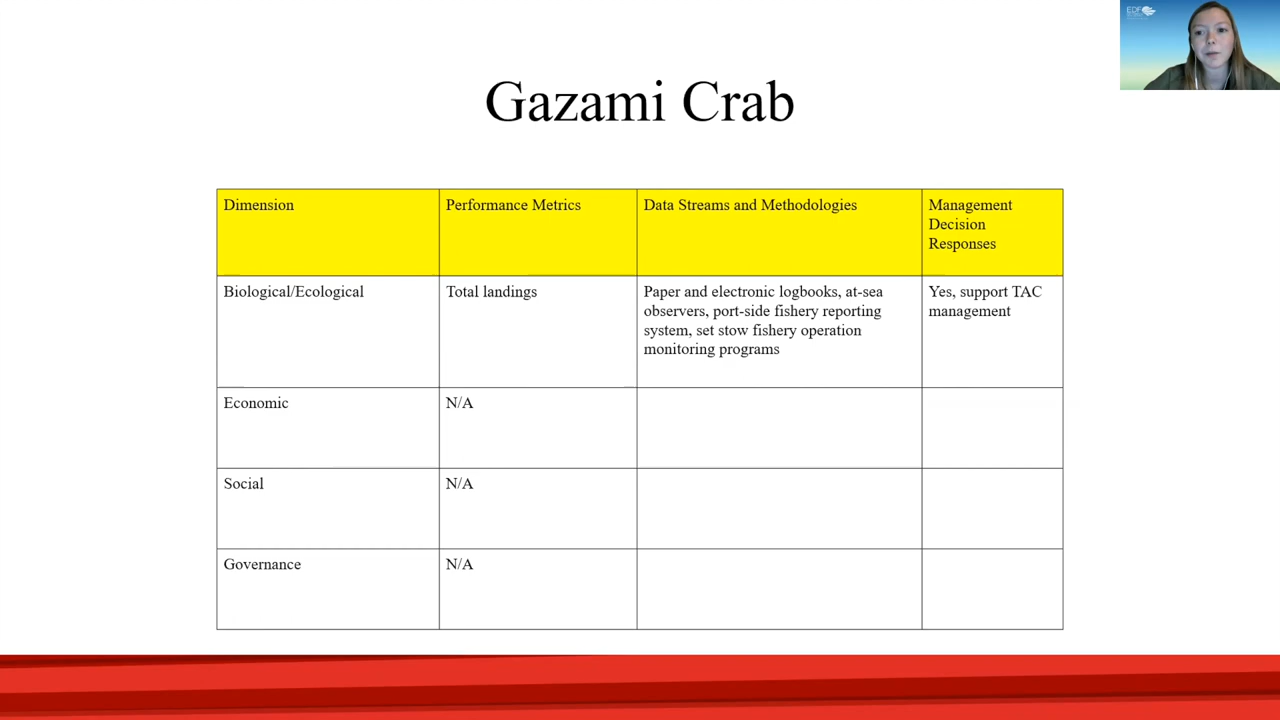 EDF
Gazami Crab
Dimension
Performance Metrics
Data Streams and Methodologies
Management
Decision
Responses
Biological/Ecological
Total landings
Paper and electronic logbooks, at-sea
observers, port-side fishery reporting
system, set stow fishery operation
monitoring programs
Yes, support TAC
management
Economic
N/A
Social
N/A
Governance
N/A